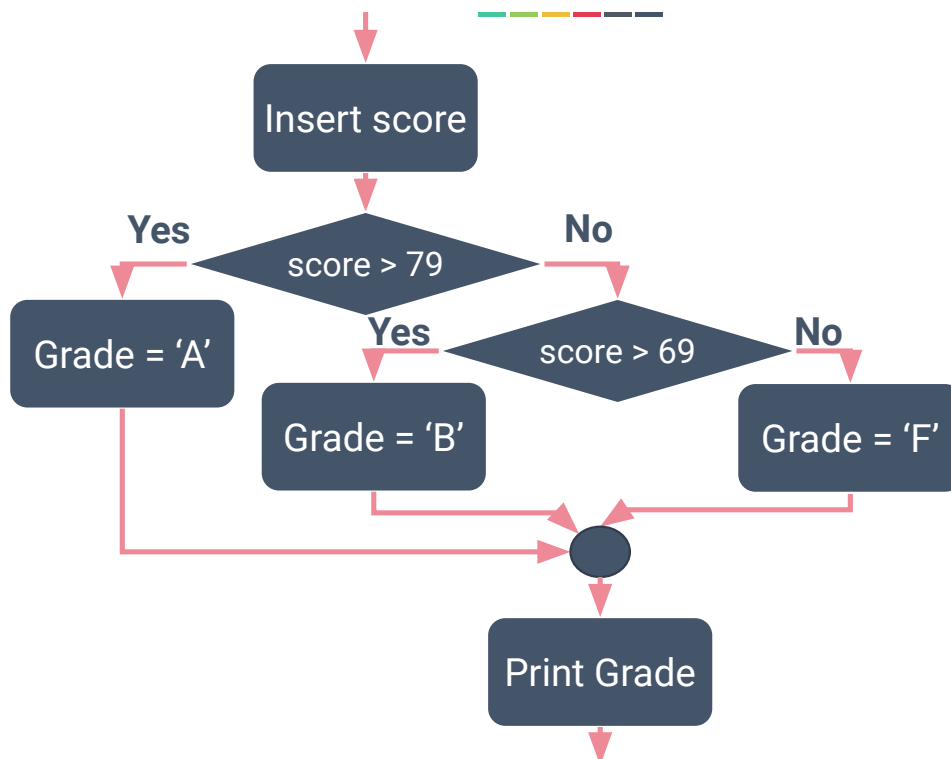 Insert score
Yes
No
score > 79
Yes
No
Grade = ‘A’
score > 69
Grade = ‘B’
Grade = ‘F’
Print Grade